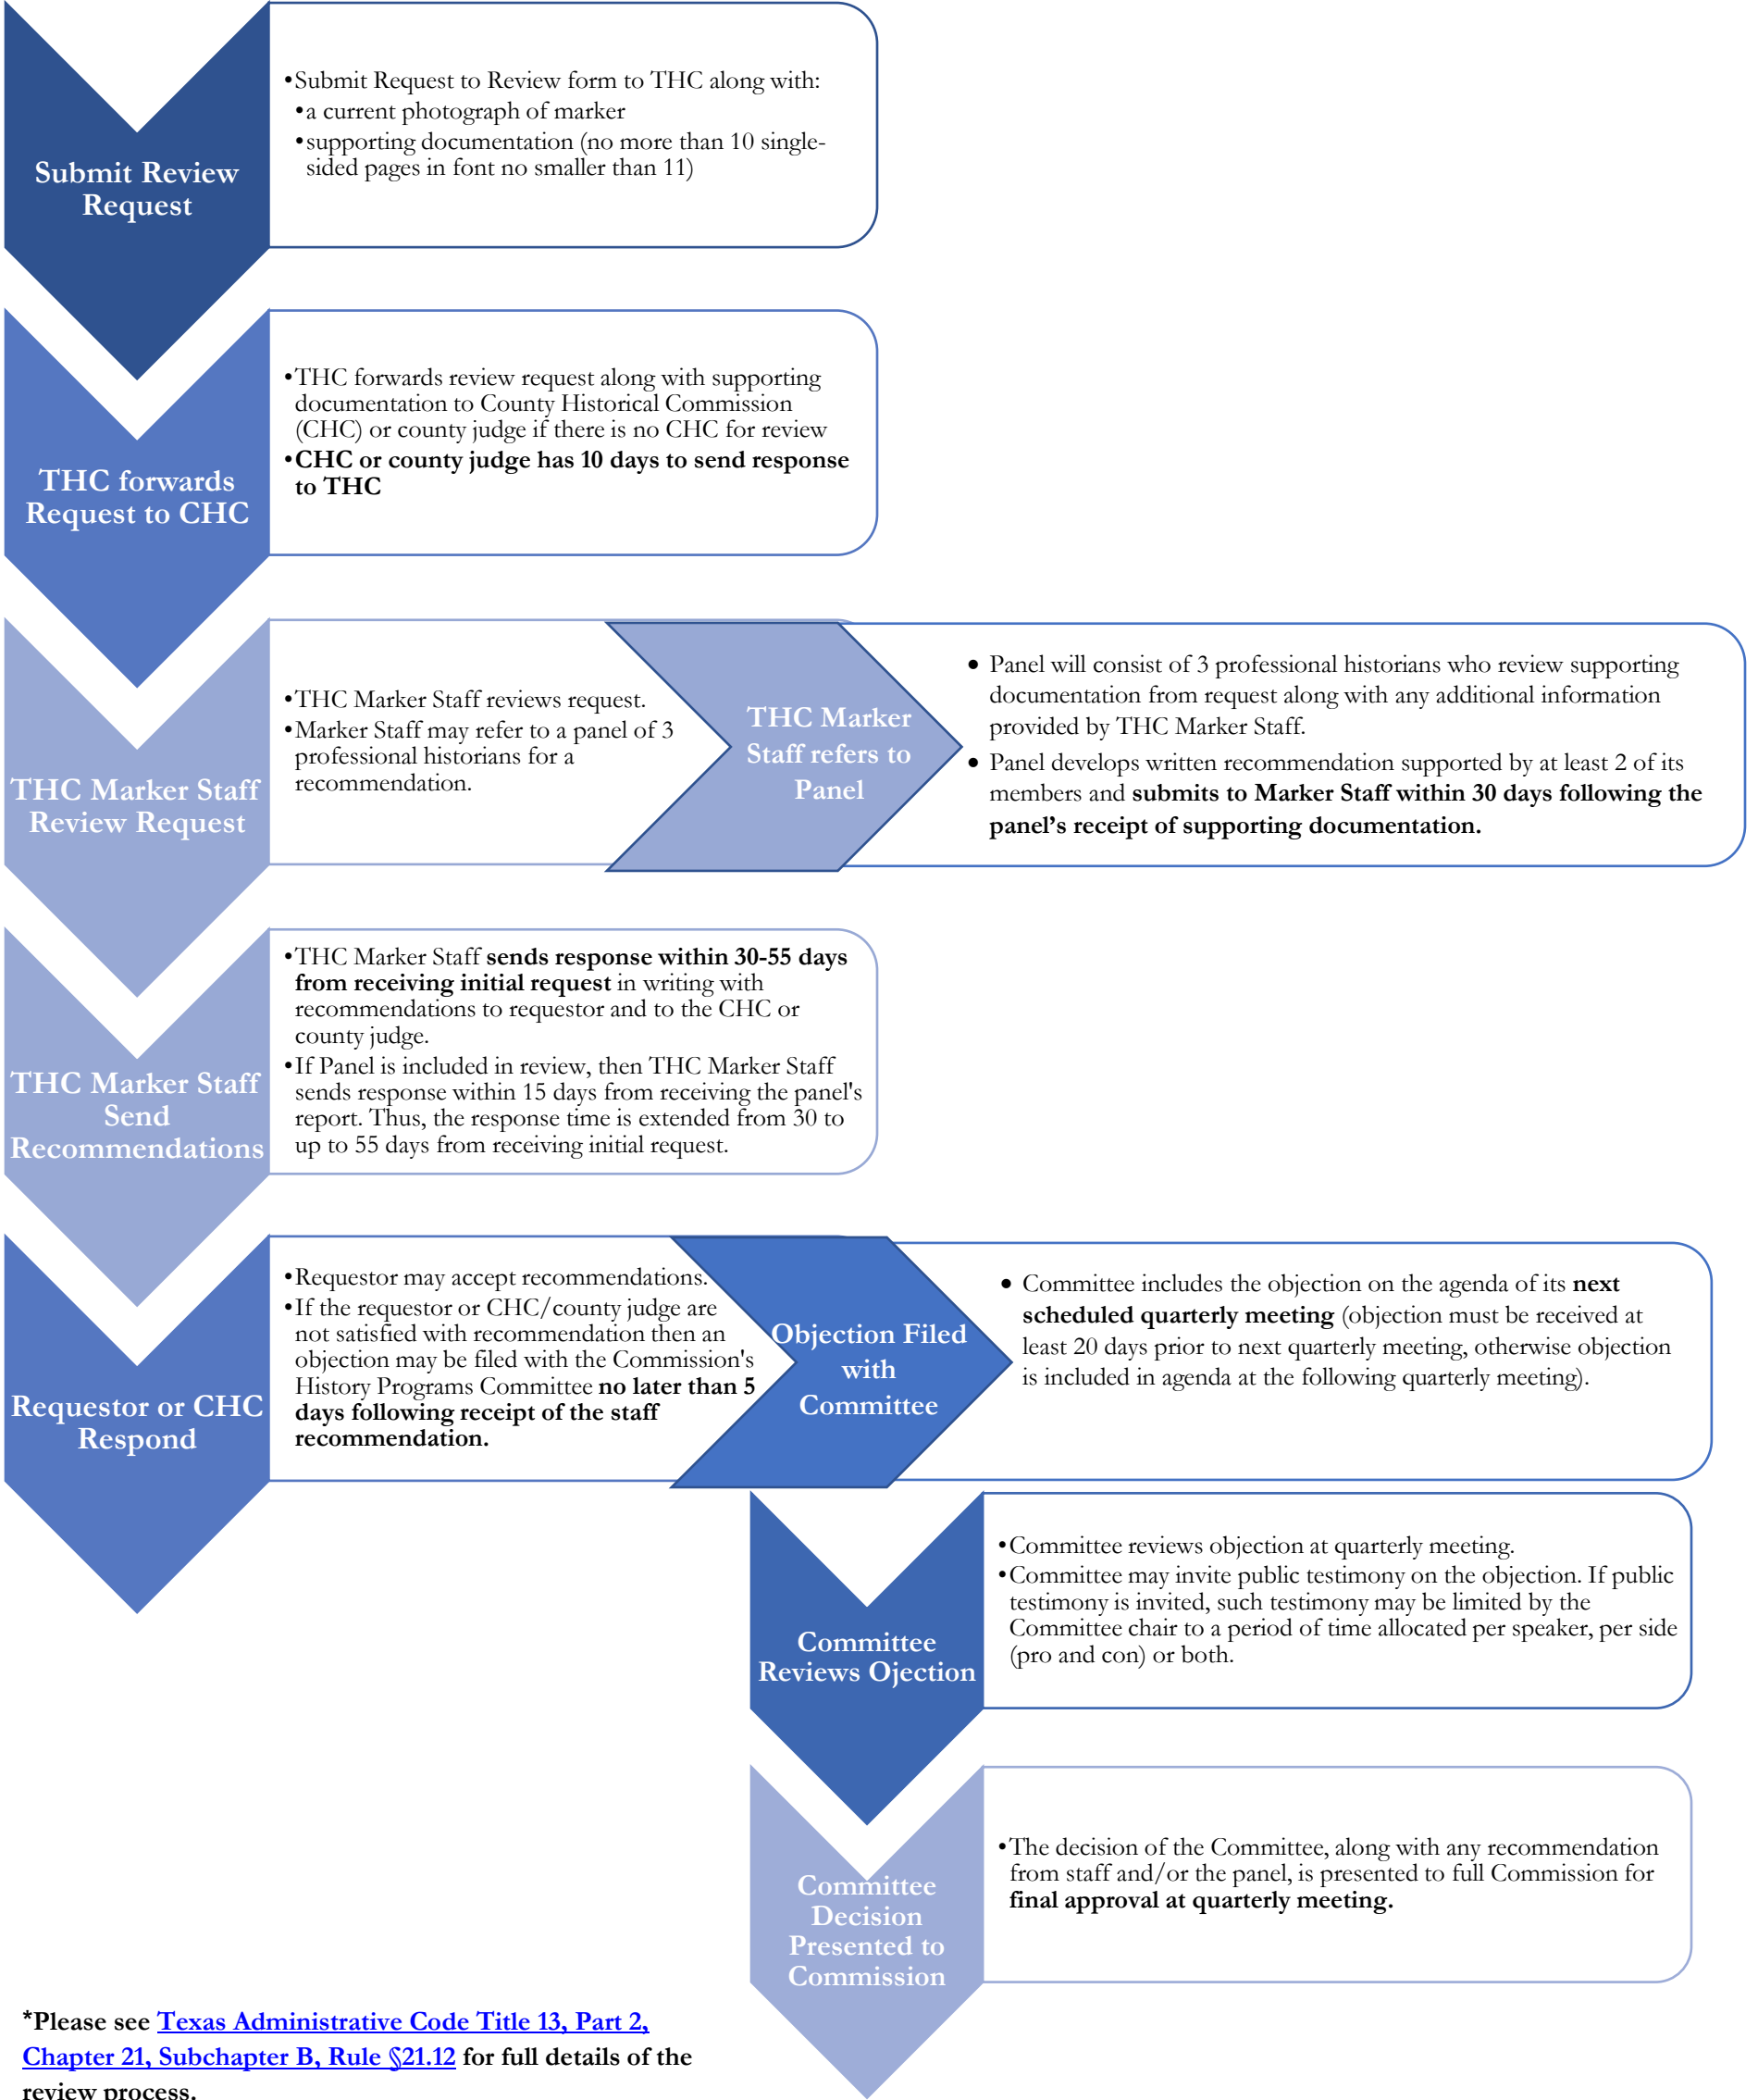 Submit Review
Request
•Submit Request to Review form to THC along with:
•a current photograph of marker
•supporting documentation (no more than 10 single-
sided pages in font no smaller than 11)
THC forwards
Request to CHC
•THC forwards review request along with supporting
documentation to County Historical Commission
(CHC) or county judge if there is no CHC for review
•CHC or county judge has 10 days to send response
to THC
THC Marker Staff
Review Request
•THC Marker Staff reviews request.
•Marker Staff may refer to a panel of 3
professional historians for a
recommendation.
THC Marker
Staff refers to
Panel
• Panel will consist of 3 professional historians who review supporting
documentation from request along with any additional information
provided by THC Marker Staff.
• Panel develops written recommendation supported by at least 2 of its
members and submits to Marker Staff within 30 days following the
panel’s receipt of supporting documentation.
THC Marker Staff
Send
Recommendations
•THC Marker Staff sends response within 30-55 days
from receiving initial request in writing with
recommendations to requestor and to the CHC or
county judge.
•If Panel is included in review, then THC Marker Staff
sends response within 15 days from receiving the panel's
report. Thus, the response time is extended from 30 to
up to 55 days from receiving initial request.
Requestor or CHC
Respond
•Requestor may accept recommendations.
•If the requestor or CHC/county judge are
not satisfied with recommendation then an
objection may be filed with the Commission's
History Programs Committee no later than 5
days following receipt of the staff
recommendation.
Objection Filed
with
Committee
• Committee includes the objection on the agenda of its next
scheduled quarterly meeting (objection must be received at
least 20 days prior to next quarterly meeting, otherwise objection
is included in agenda at the following quarterly meeting).
Committee
Reviews Ojection
•Committee reviews objection at quarterly meeting.
•Committee may invite public testimony on the objection. If public
testimony is invited, such testimony may be limited by the
Committee chair to a period of time allocated per speaker, per side
(pro and con) or both.
Committee
Decision
Presented to
Commission
•The decision of the Committee, along with any recommendation
from staff and/or the panel, is presented to full Commission for
final approval at quarterly meeting.
*Please see Texas Administrative Code Title 13, Part 2,
Chapter 21, Subchapter B, Rule §21.12 for full details of the
review process.